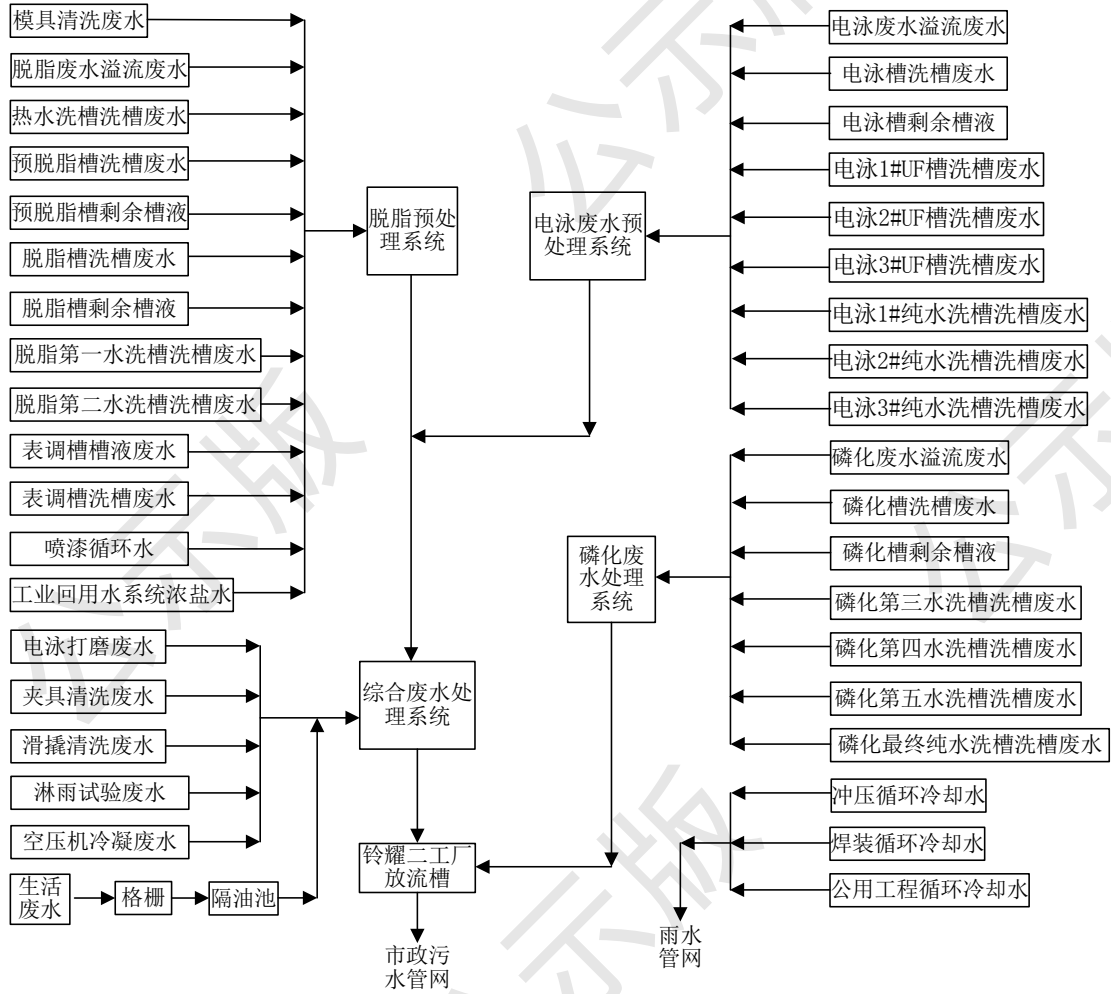 模具清洗废水
脱脂废水溢流废水
热水洗槽洗槽废水
预脱脂槽洗槽废水
预脱脂槽剩余槽液
脱脂槽洗槽废水
脱脂槽剩余槽液
脱脂第一水洗槽洗槽废水
脱脂第二水洗槽洗槽废水
表调槽槽液废水
表调槽洗槽废水
喷漆循环水
工业回用水系统浓盐水
电泳打磨废水
夹具清洗废水
滑撬清洗废水
淋雨试验废水
空压机冷凝废水
生活
废水
格栅
隔油池
脱脂预处
理系统
综合废水处
理系统
铃耀二工厂
放流槽
市政污
水管网
电泳废水预
处理系统
磷化废
水处理
系统
雨水
管网
电泳废水溢流废水
电泳槽洗槽废水
电泳槽剩余槽液
电泳1#UF槽洗槽废水
电泳2#UF槽洗槽废水
电泳3#UF槽洗槽废水
电泳1#纯水洗槽洗槽废水
电泳2#纯水洗槽洗槽废水
电泳3#纯水洗槽洗槽废水
磷化废水溢流废水
磷化槽洗槽废水
磷化槽剩余槽液
磷化第三水洗槽洗槽废水
磷化第四水洗槽洗槽废水
磷化第五水洗槽洗槽废水
磷化最终纯水洗槽洗槽废水
冲压循环冷却水
焊装循环冷却水
公用工程循环冷却水
公示版
公示版
公示版
公示版